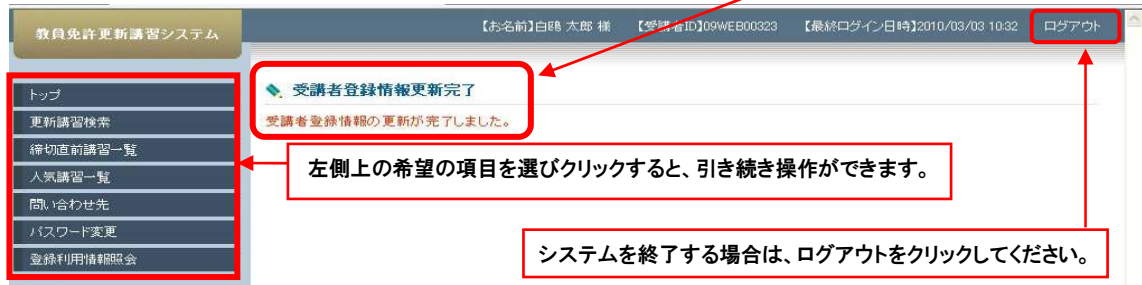 教員免許更新講習システム
【お名前】白鴎 太郎 様 【受講者ID】09WEB00323 【最終ログイン日時】2010/03/03 10:32 ログアウト
トップ
更新講習検索
締切直前講習一覧
人気講習一覧
問い合わせ先
パスワード変更
登録利用情報照会
受講者登録情報更新完了
受講者登録情報の更新が完了しました。
左側上の希望の項目を選びクリックすると、引き続き操作ができます。
システムを終了する場合は、ログアウトをクリックしてください。